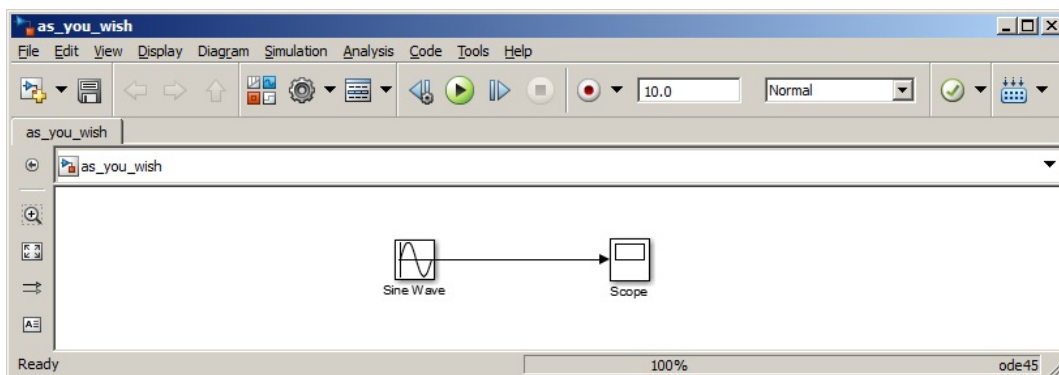 as_you_wish
File Edit View Display Diagram Simulation Analysis Code Tools Help
10.0 Normal
as_you_wish
as_you_wish
Sine Wave Scope
Ready 100% ode45